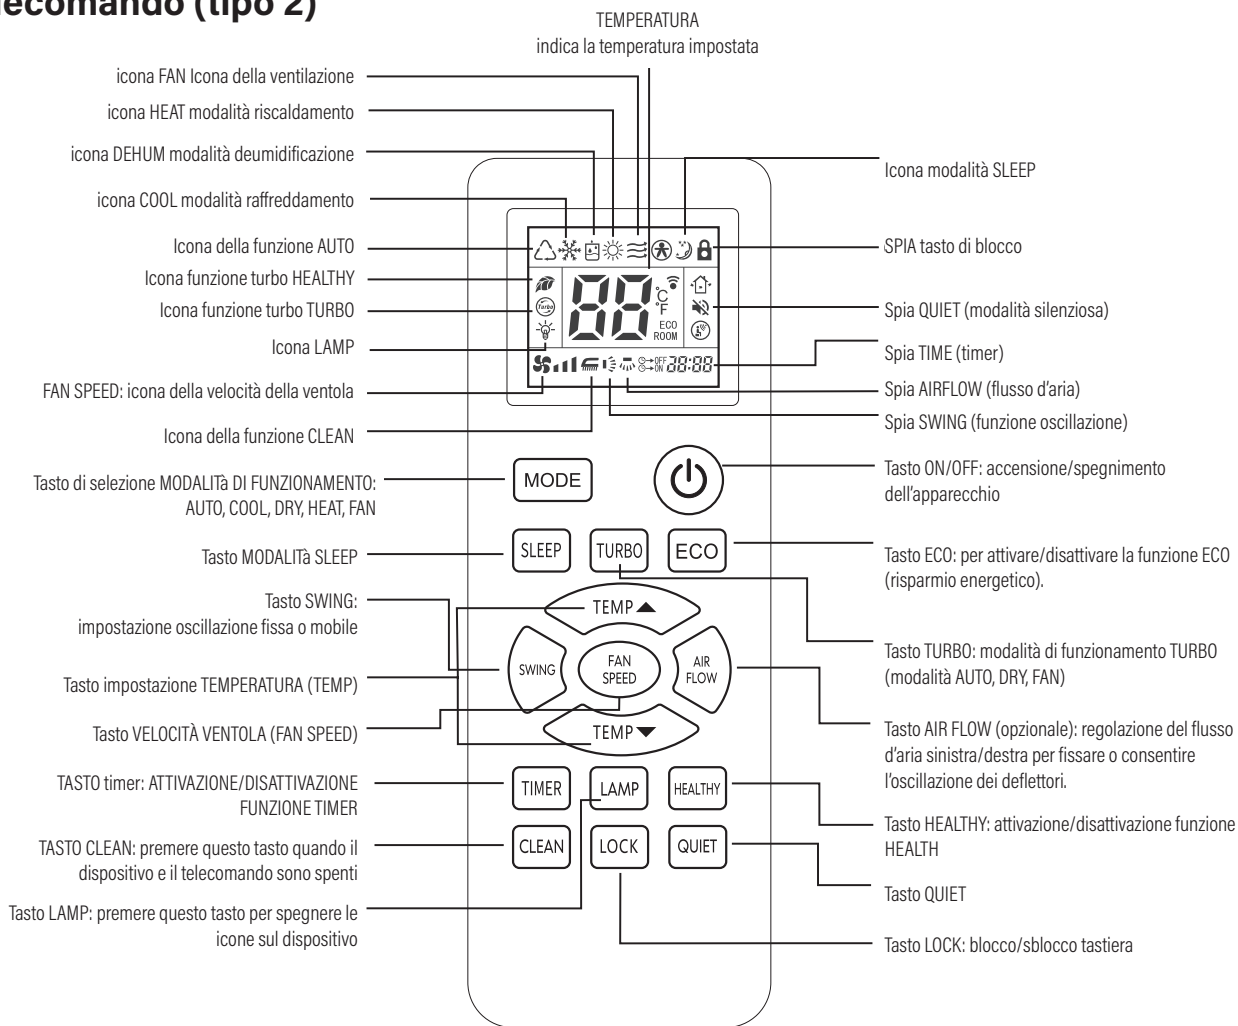 lecomando (tipo 2)
TEMPERATURA
indica la temperatura impostata
icona FAN Icona della ventilazione
icona HEAT modalità riscaldamento
icona DEHUM modalità deumidificazione
icona COOL modalità raffreddamento
Icona della funzione AUTO
Icona funzione turbo HEALTHY
Icona funzione turbo TURBO
Icona LAMP
FAN SPEED: icona della velocità della ventola
Icona della funzione CLEAN
Tasto di selezione MODALITà DI FUNZIONAMENTO:
AUTO, COOL, DRY, HEAT, FAN
Tasto MODALITà SLEEP
Tasto SWING:
impostazione oscillazione fissa o mobile
Tasto impostazione TEMPERATURA (TEMP)
Tasto VELOCITÀ VENTOLA (FAN SPEED)
TASTO timer: ATTIVAZIONE/DISATTIVAZIONE
FUNZIONE TIMER
TASTO CLEAN: premere questo tasto quando il
dispositivo e il telecomando sono spenti
Tasto LAMP: premere questo tasto per spegnere le
icone sul dispositivo
Turbo
88
°C
°F
ECO
ROOM
OFF
ON
28:88
MODE
SLEEP
TURBO
ECO
TEMP
SWING
FAN
SPEED
AIR
FLOW
TEMP
TIMER
LAMP
HEALTHY
CLEAN
LOCK
QUIET
Icona modalità SLEEP
SPIA tasto di blocco
Spia QUIET (modalità silenziosa)
Spia TIME (timer)
Spia AIRFLOW (flusso d'aria)
Spia SWING (funzione oscillazione)
Tasto ON/OFF: accensione/spegnimento
dell'apparecchio
Tasto ECO: per attivare/disattivare la funzione ECO
(risparmio energetico).
Tasto TURBO: modalità di funzionamento TURBO
(modalità AUTO, DRY, FAN)
Tasto AIR FLOW (opzionale): regolazione del flusso
d'aria sinistra/destra per fissare o consentire
l'oscillazione dei deflettori.
Tasto HEALTHY: attivazione/disattivazione funzione
HEALTH
Tasto QUIET
Tasto LOCK: blocco/sblocco tastiera